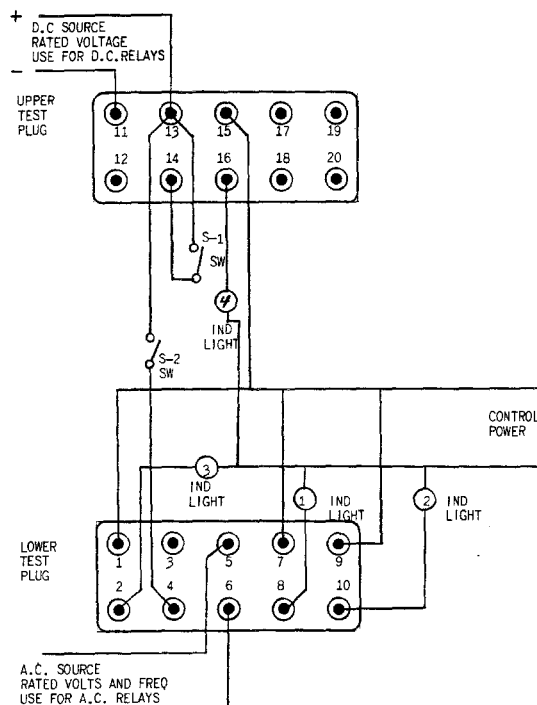 + D.C SOURCE
RATED VOLTAGE
USE FOR D.C.RELAYS
−
UPPER
TEST
PLUG
11 13 15 17 19
12 14 16 18 20
S-1
SW
4
IND
LIGHT
S-2
SW
CONTROL
POWER
3
IND
LIGHT
1 IND
LIGHT
2 IND
LIGHT
LOWER
TEST
PLUG
1 3 5 7 9
2 4 6 8 10
A.C. SOURCE
RATED VOLTS AND FREQ
USE FOR A.C. RELAYS